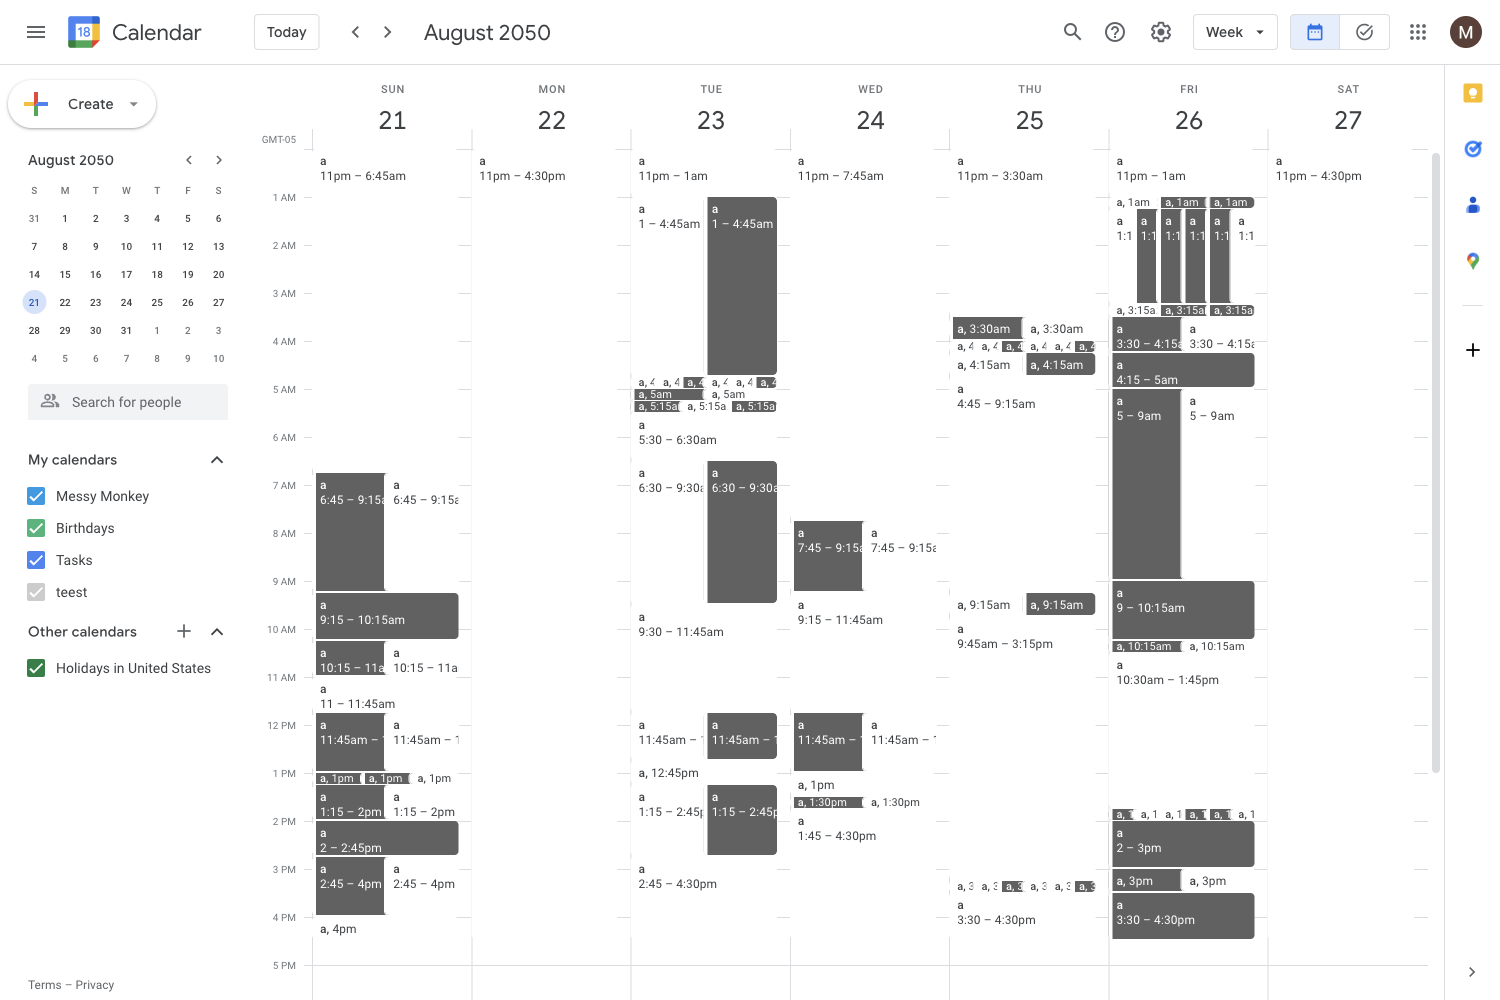 18
Calendar
Today
August 2050
Week
M
Create
August 2050
S M T W T F S
31 1 2 3 4 5 6
7 8 9 10 11 12 13
14 15 16 17 18 19 20
21 22 23 24 25 26 27
28 29 30 31 1 2 3
4 5 6 7 8 9 10
Search for people
My calendars
Messy Monkey
Birthdays
Tasks
teest
Other calendars
Holidays in United States
Terms – Privacy
GMT-05
1 AM
2 AM
3 AM
4 AM
5 AM
6 AM
7 AM
8 AM
9 AM
10 AM
11 AM
12 PM
1 PM
2 PM
3 PM
4 PM
5 PM
SUN
21
a
11pm – 6:45am
a
6:45 – 9:15a
a
6:45 – 9:15a
a
9:15 – 10:15am
a
10:15 – 11a
a
10:15 – 11a
a
11 – 11:45am
a
11:45am –
a
11:45am – 1
a, 1pm
a, 1pm
a, 1pm
a
1:15 – 2pm
a
1:15 – 2pm
a
2 – 2:45pm
a
2:45 – 4pm
a
2:45 – 4pm
a, 4pm
MON
22
a
11pm – 4:30pm
TUE
23
a
11pm – 1am
a
1 – 4:45am
a
1 – 4:45am
a, 4
a, 4
a, 4
a, 4
a, 4
a, 4
a, 5am
a, 5am
a, 5:15a
a, 5:15a
a, 5:15a
a
5:30 – 6:30am
a
6:30 – 9:30a
a
6:30 – 9:30a
a
9:30 – 11:45am
a
11:45am –
a
11:45am – 1
a, 12:45pm
a
1:15 – 2:45p
a
1:15 – 2:45p
a
2:45 – 4:30pm
WED
24
a
11pm – 7:45am
a
7:45 – 9:15a
a
7:45 – 9:15a
a
9:15 – 11:45am
a
11:45am –
a
11:45am –
a, 1pm
a, 1:30pm
a, 1:30pm
a
1:45 – 4:30pm
THU
25
a
11pm – 3:30am
a, 3:30am
a, 3:30am
a, 4
a, 4
a, 4
a, 4
a, 4
a, 4
a, 4:15am
a, 4:15am
a
4:45 – 9:15am
a, 9:15am
a, 9:15am
a
9:45am – 3:15pm
a, 3
a, 3
a, 3
a, 3
a, 3
a, 3
a
3:30 – 4:30pm
FRI
26
a
11pm – 1am
a, 1am
a, 1am
a, 1am
a
1:1
a
1:1
a
1:1
a
1:1
a
1:1
a
1:1
a, 3:15a
a, 3:15a
a, 3:15a
a
3:30 – 4:15a
a
3:30 – 4:15a
a
4:15 – 5am
a
5 – 9am
a
5 – 9am
a
9 – 10:15am
a, 10:15am
a, 10:15am
a
10:30am – 1:45pm
a, 1
a, 1
a, 1
a, 1
a, 1
a, 1
a
2 – 3pm
a, 3pm
a, 3pm
a
3:30 – 4:30pm
SAT
27
a
11pm – 4:30pm